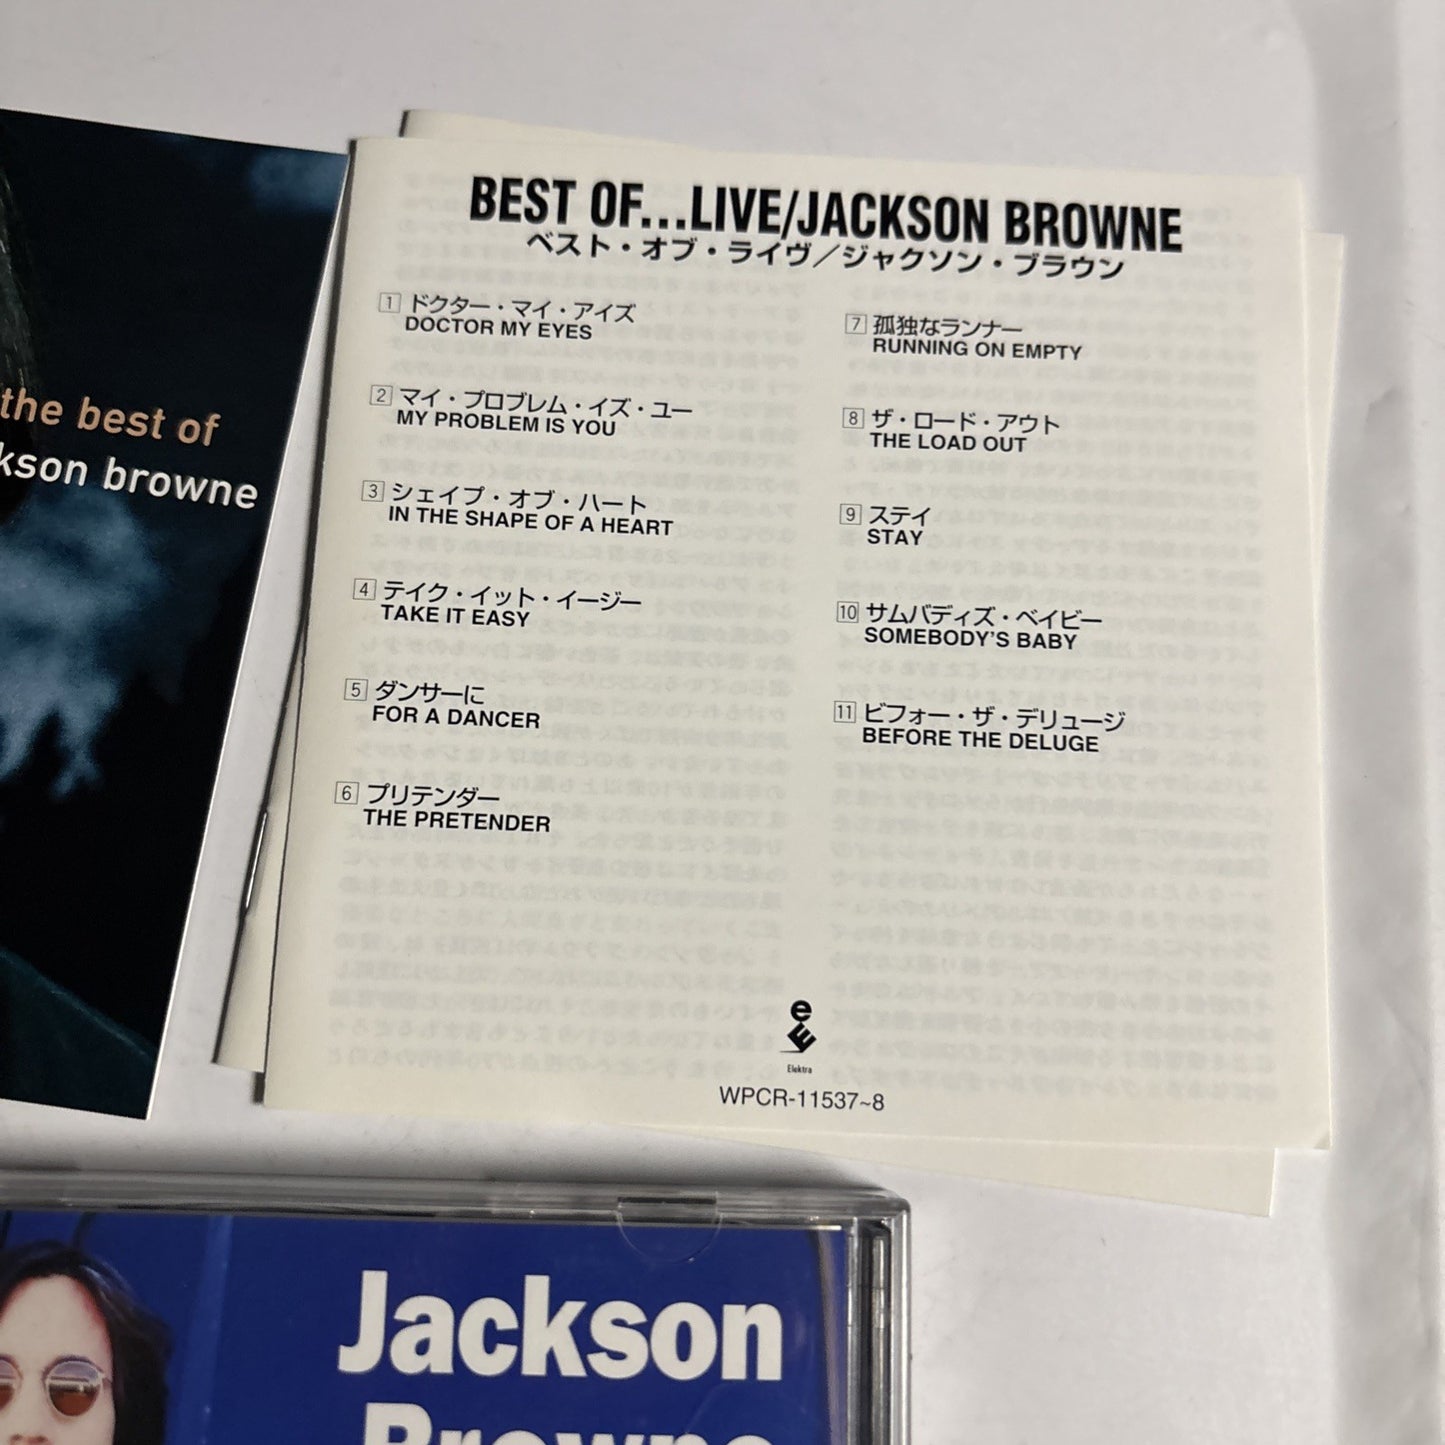 the best of
kson browne
BEST OF...LIVE/JACKSON BROWNE
ベスト・オブ・ライヴ／ジャクソン・ブラウン
1 ドクター・マイ・アイズ
DOCTOR MY EYES
2 マイ・プロブレム・イズ・ユー
MY PROBLEM IS YOU
3 シェイプ・オブ・ハート
IN THE SHAPE OF A HEART
4 テイク・イット・イージー
TAKE IT EASY
5 ダンサーに
FOR A DANCER
6 プリテンダー
THE PRETENDER
7 孤独なランナー
RUNNING ON EMPTY
8 ザ・ロード・アウト
THE LOAD OUT
9 ステイ
STAY
10 サムバディズ・ベイビー
SOMEBODY'S BABY
11 ビフォー・ザ・デリュージ
BEFORE THE DELUGE
e
E
Elektra
WPCR-11537~8
Jackson
Browne